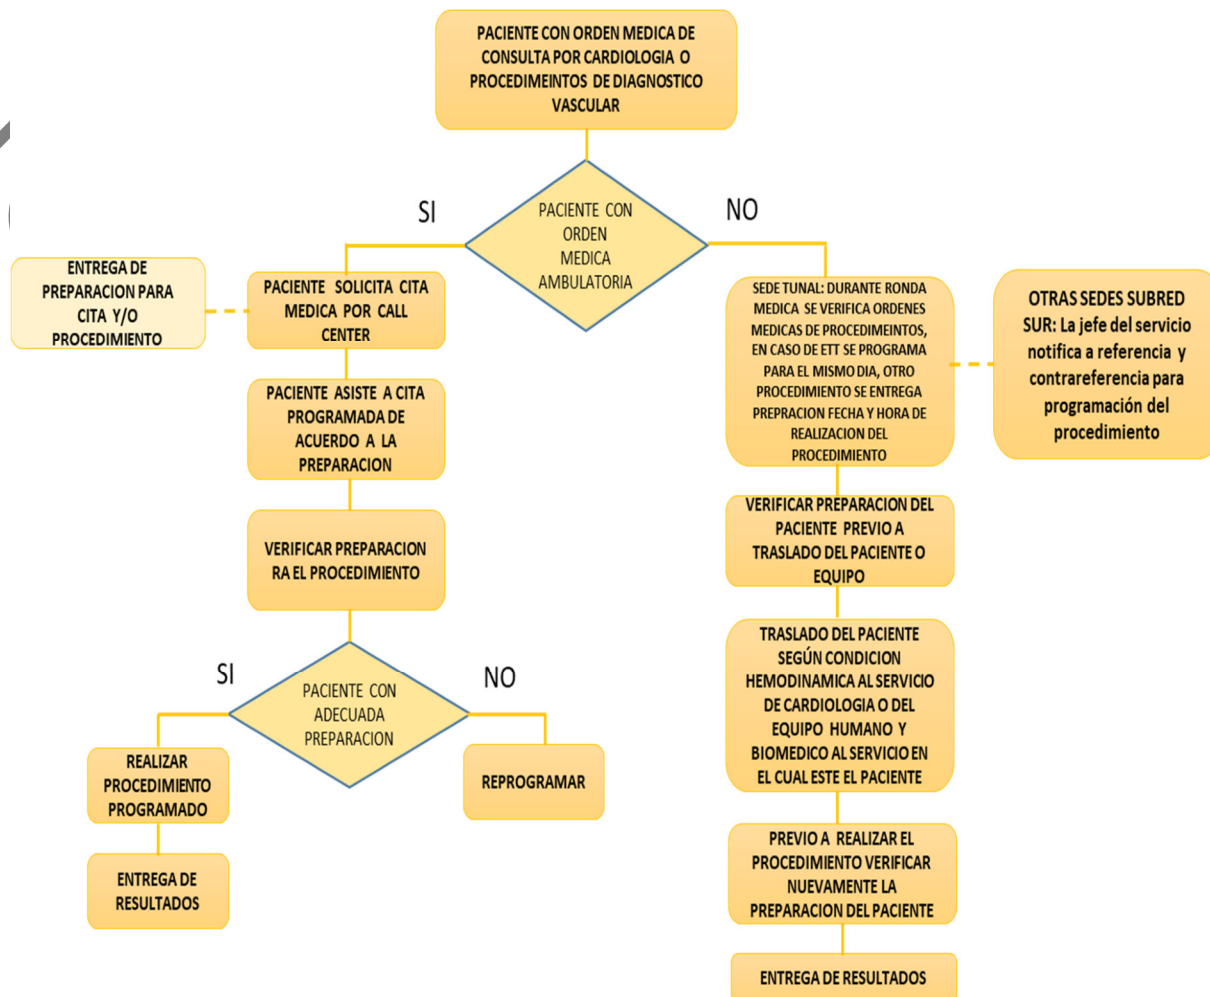 PACIENTE CON ORDEN MEDICA DE
CONSULTA POR CARDIOLOGIA O
PROCEDIMEINTOS DE DIAGNOSTICO
VASCULAR
SI
PACIENTE CON
ORDEN
MEDICA
AMBULATORIA
NO
ENTREGA DE
PREPARACION PARA
CITA Y/O
PROCEDIMIENTO
PACIENTE SOLICITA CITA
MEDICA POR CALL
CENTER
PACIENTE ASISTE A CITA
PROGRAMADA DE
ACUERDO A LA
PREPARACION
VERIFICAR PREPARACION
RA EL PROCEDIMIENTO
SI
PACIENTE CON
ADECUADA
PREPARACION
NO
REALIZAR
PROCEDIMIENTO
PROGRAMADO
ENTREGA DE
RESULTADOS
REPROGRAMAR
SEDE TUNAL: DURANTE RONDA
MEDICA SE VERIFICA ORDENES
MEDICAS DE PROCEDIMEINTOS,
EN CASO DE ETT SE PROGRAMA
PARA EL MISMO DIA, OTRO
PROCEDIMIENTO SE ENTREGA
PREPRACION FECHA Y HORA DE
REALIZACION DEL
PROCEDIMIENTO
OTRAS SEDES SUBRED
SUR: La jefe del servicio
notifica a referencia y
contrareferencia para
programación del
procedimiento
VERIFICAR PREPARACION DEL
PACIENTE PREVIO A
TRASLADO DEL PACIENTE O
EQUIPO
TRASLADO DEL PACIENTE
SEGÚN CONDICION
HEMODINAMICA AL SERVICIO
DE CARDIOLOGIA O DEL
EQUIPO HUMANO Y
BIOMEDICO AL SERVICIO EN
EL CUAL ESTE EL PACIENTE
PREVIO A REALIZAR EL
PROCEDIMIENTO VERIFICAR
NUEVAMENTE LA
PREPARACION DEL PACIENTE
ENTREGA DE RESULTADOS